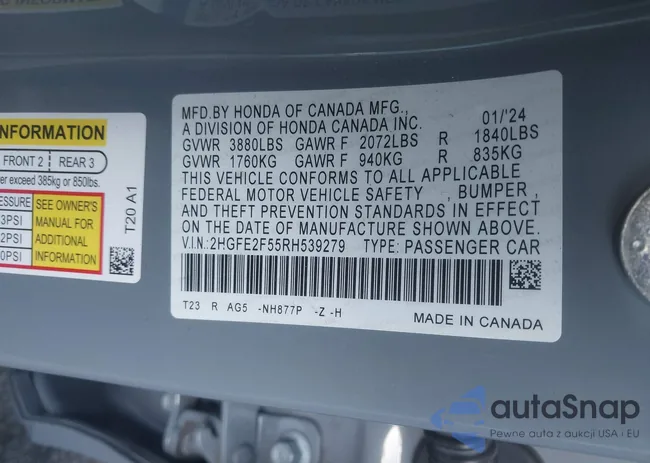 MFD.BY HONDA OF CANADA MFG., 01/'24
A DIVISION OF HONDA CANADA INC.
GVWR 3880LBS GAWR F 2072LBS R 1840LBS
GVWR 1760KG GAWR F 940KG R 835KG
THIS VEHICLE CONFORMS TO ALL APPLICABLE
FEDERAL MOTOR VEHICLE SAFETY , BUMPER ,
AND THEFT PREVENTION STANDARDS IN EFFECT
ON THE DATE OF MANUFACTURE SHOWN ABOVE.
V.I.N.:2HGFE2F55RH539279 TYPE: PASSENGER CAR
T23 R AG5 -NH877P -Z -H
MADE IN CANADA
INFORMATION
FRONT 2 REAR 3
er exceed 385kg or 850lbs.
SSURE SEE OWNER'S
3PSI MANUAL FOR
2PSI ADDITIONAL
0PSI INFORMATION
T20 A1
autoSnap
Pewne auta z aukcji USA i EU